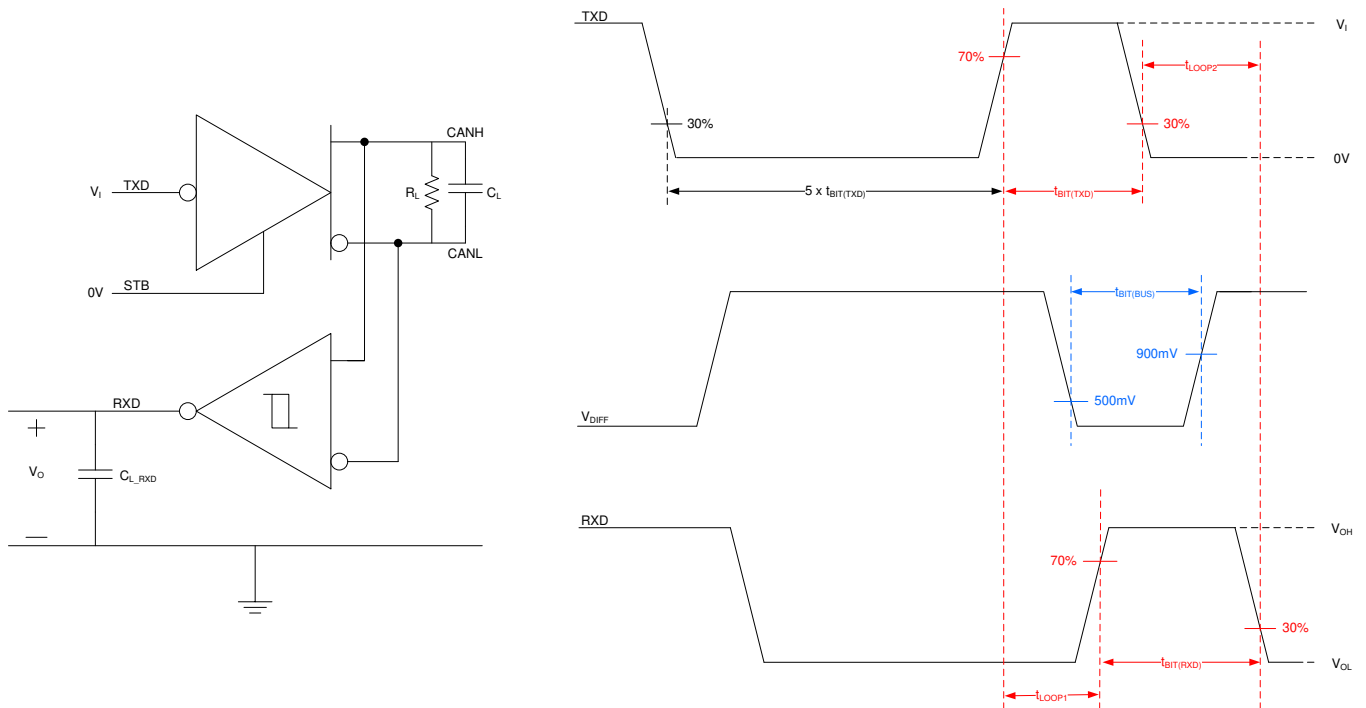 CANH
V_I TXD
R_L C_L
CANL
0V STB
RXD
+
V_O C_L_RXD
—
TXD V_I
70% t_LOOP2
30% 30%
0V
5 x t_BIT(TXD) t_BIT(TXD)
t_BIT(BUS)
900mV
500mV
V_DIFF
RXD V_OH
70%
30%
t_BIT(RXD) V_OL
t_LOOP1